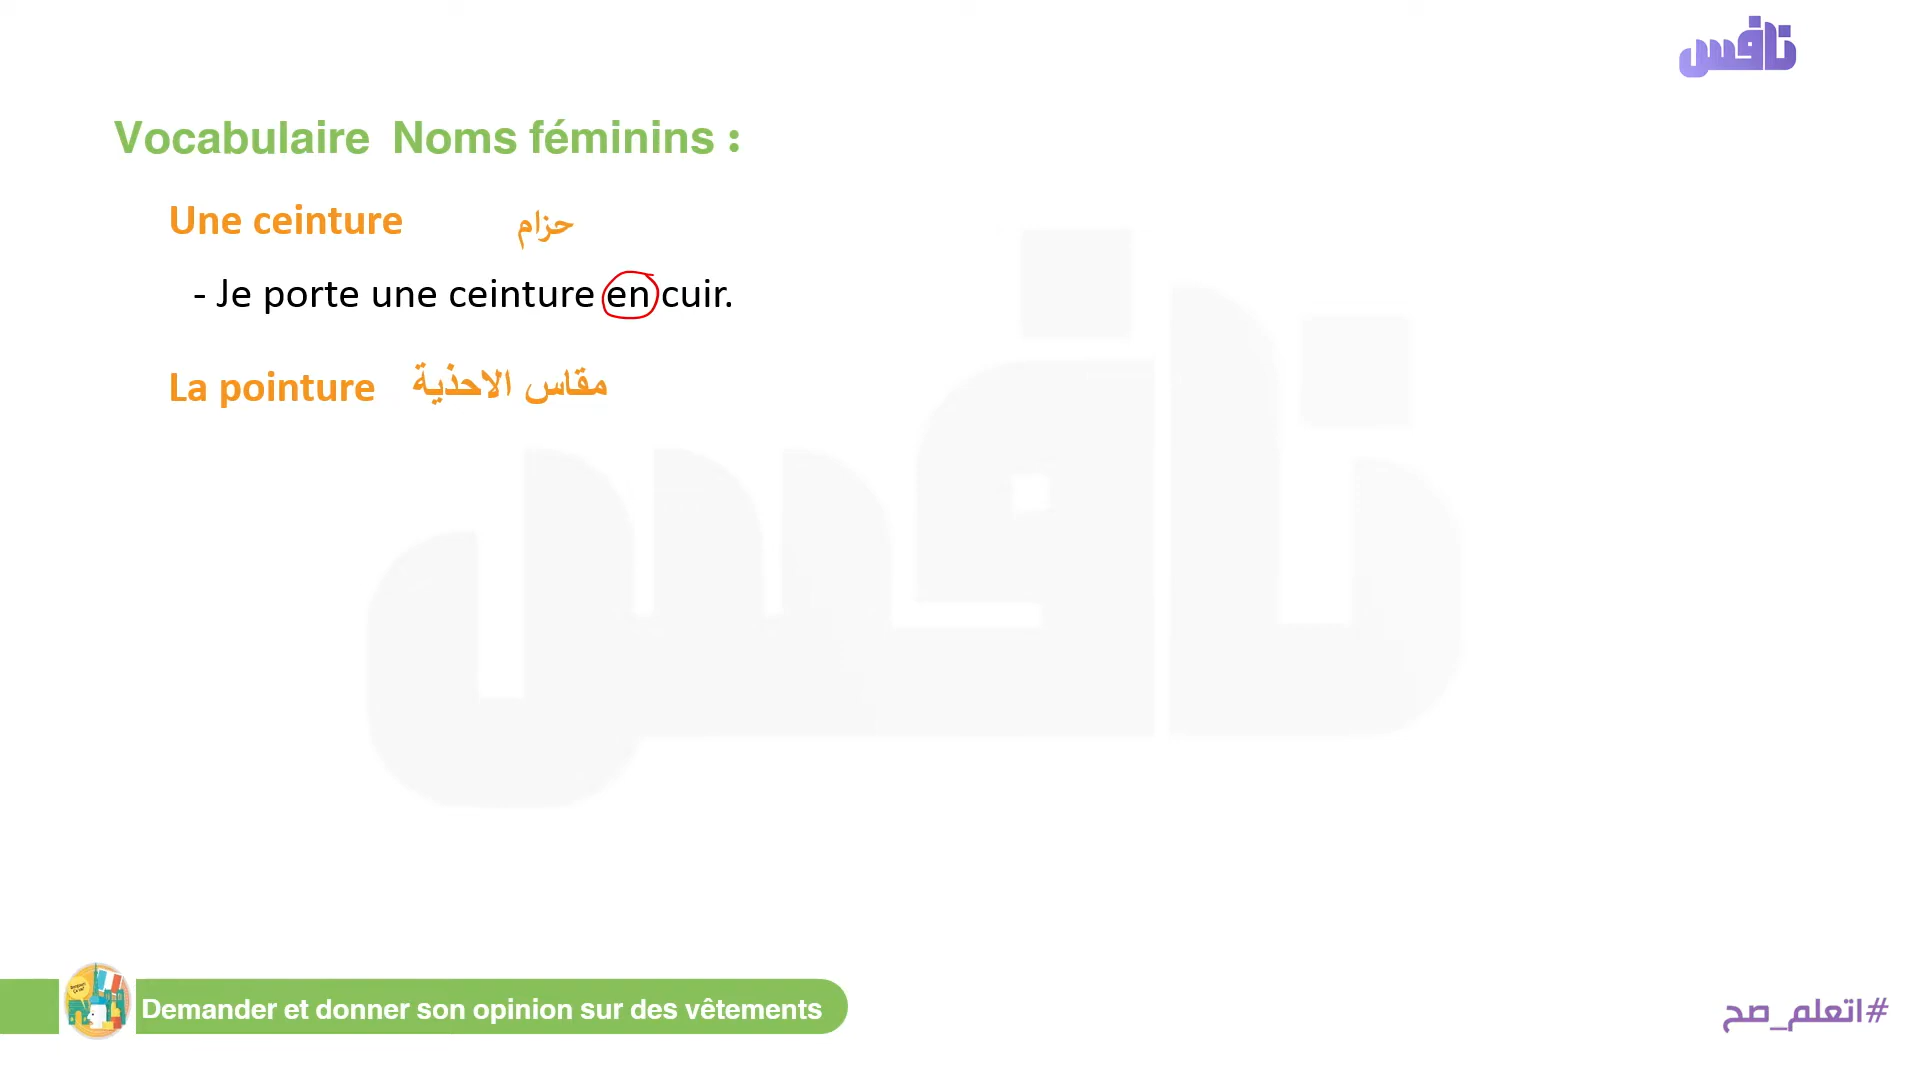 نافس
Vocabulaire Noms féminins :
Une ceinture حزام
- Je porte une ceinture en cuir.
La pointure مقاس الاحذية
نافس
Demander et donner son opinion sur des vêtements
#اتعلم_صح